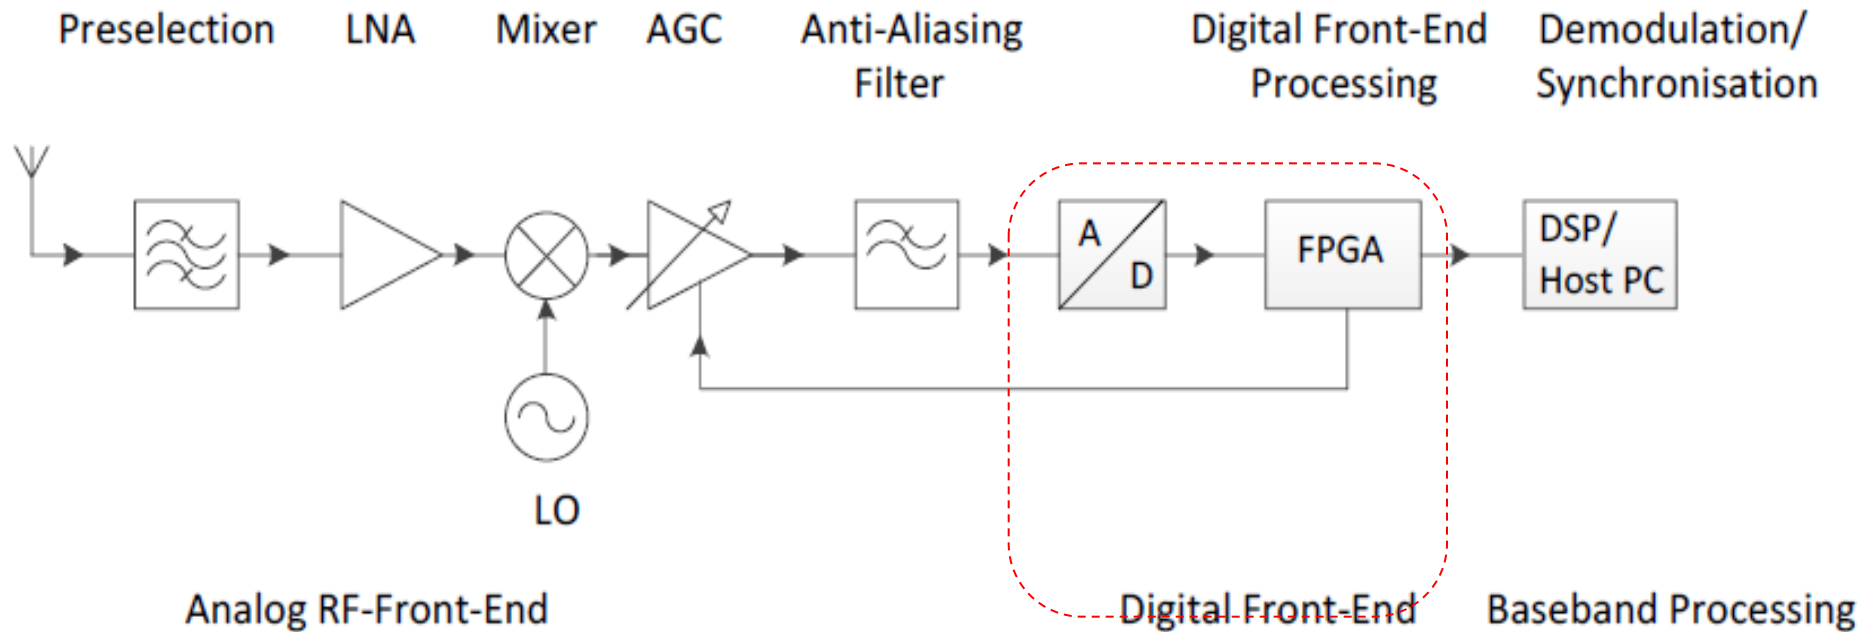 Preselection
LNA
Mixer
AGC
Anti-Aliasing
Filter
Digital Front-End
Processing
Demodulation/
Synchronisation
A
D
FPGA
DSP/
Host PC
LO
Analog RF-Front-End
Digital Front-End
Baseband Processing